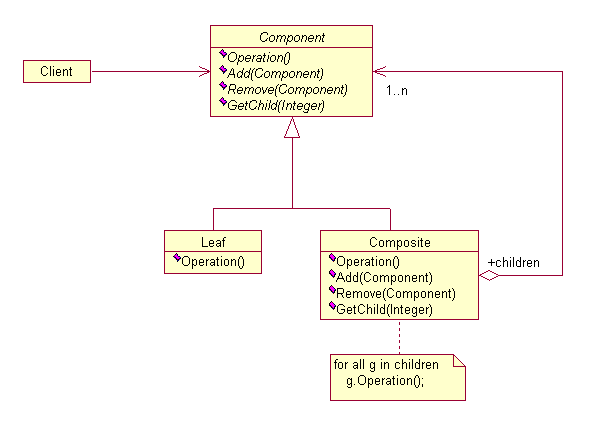 Component
Operation()
Add(Component)
Remove(Component)
GetChild(Integer)
Client
1..n
Leaf
Operation()
Composite
Operation()
Add(Component)
Remove(Component)
GetChild(Integer)
+children
for all g in children
g.Operation();